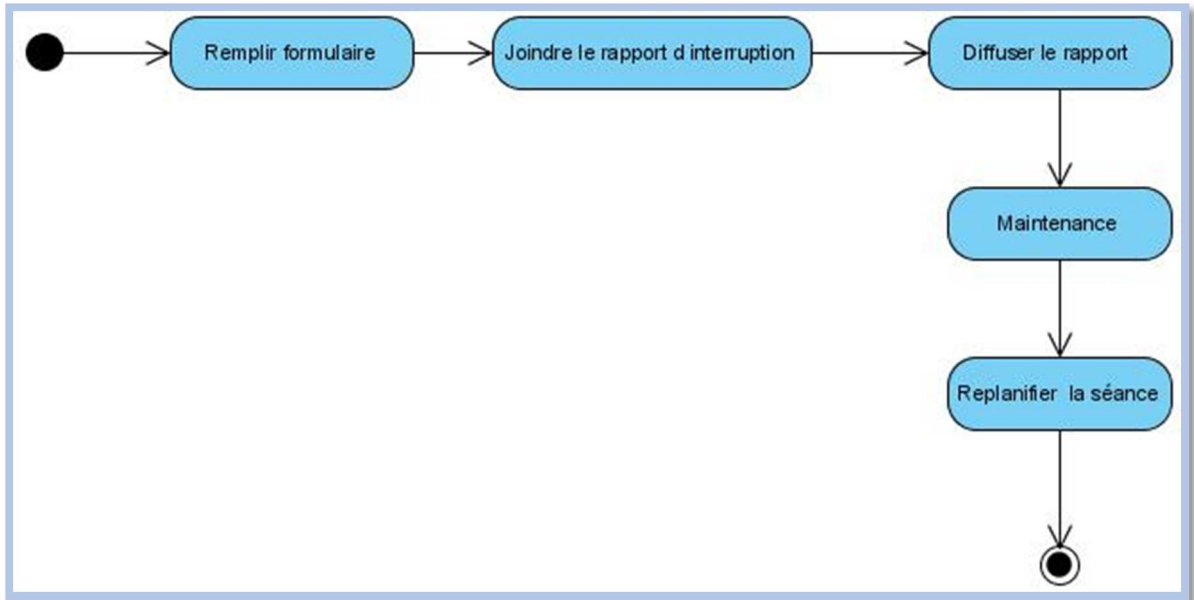 Remplir formulaire
Joindre le rapport d interruption
Diffuser le rapport
Maintenance
Replanifier la séance